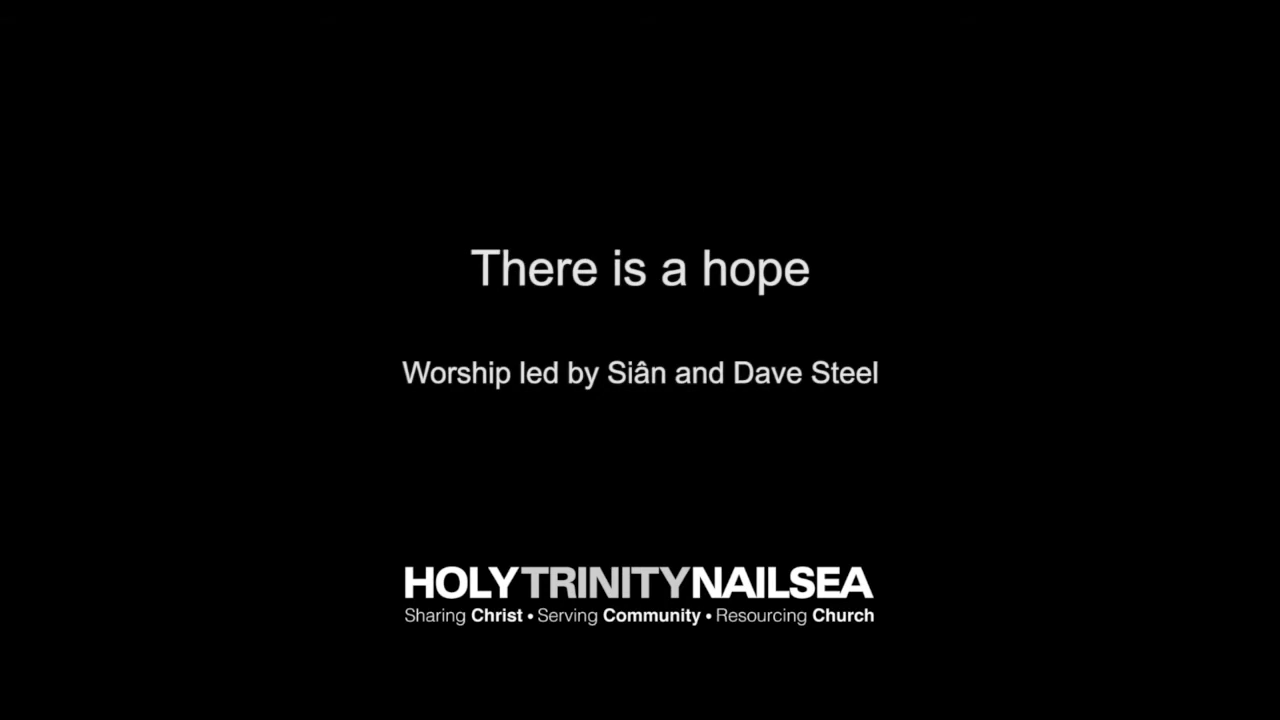 There is a hope
Worship led by Siân and Dave Steel
HOLYTRINITYNAILSEA
Sharing Christ • Serving Community • Resourcing Church